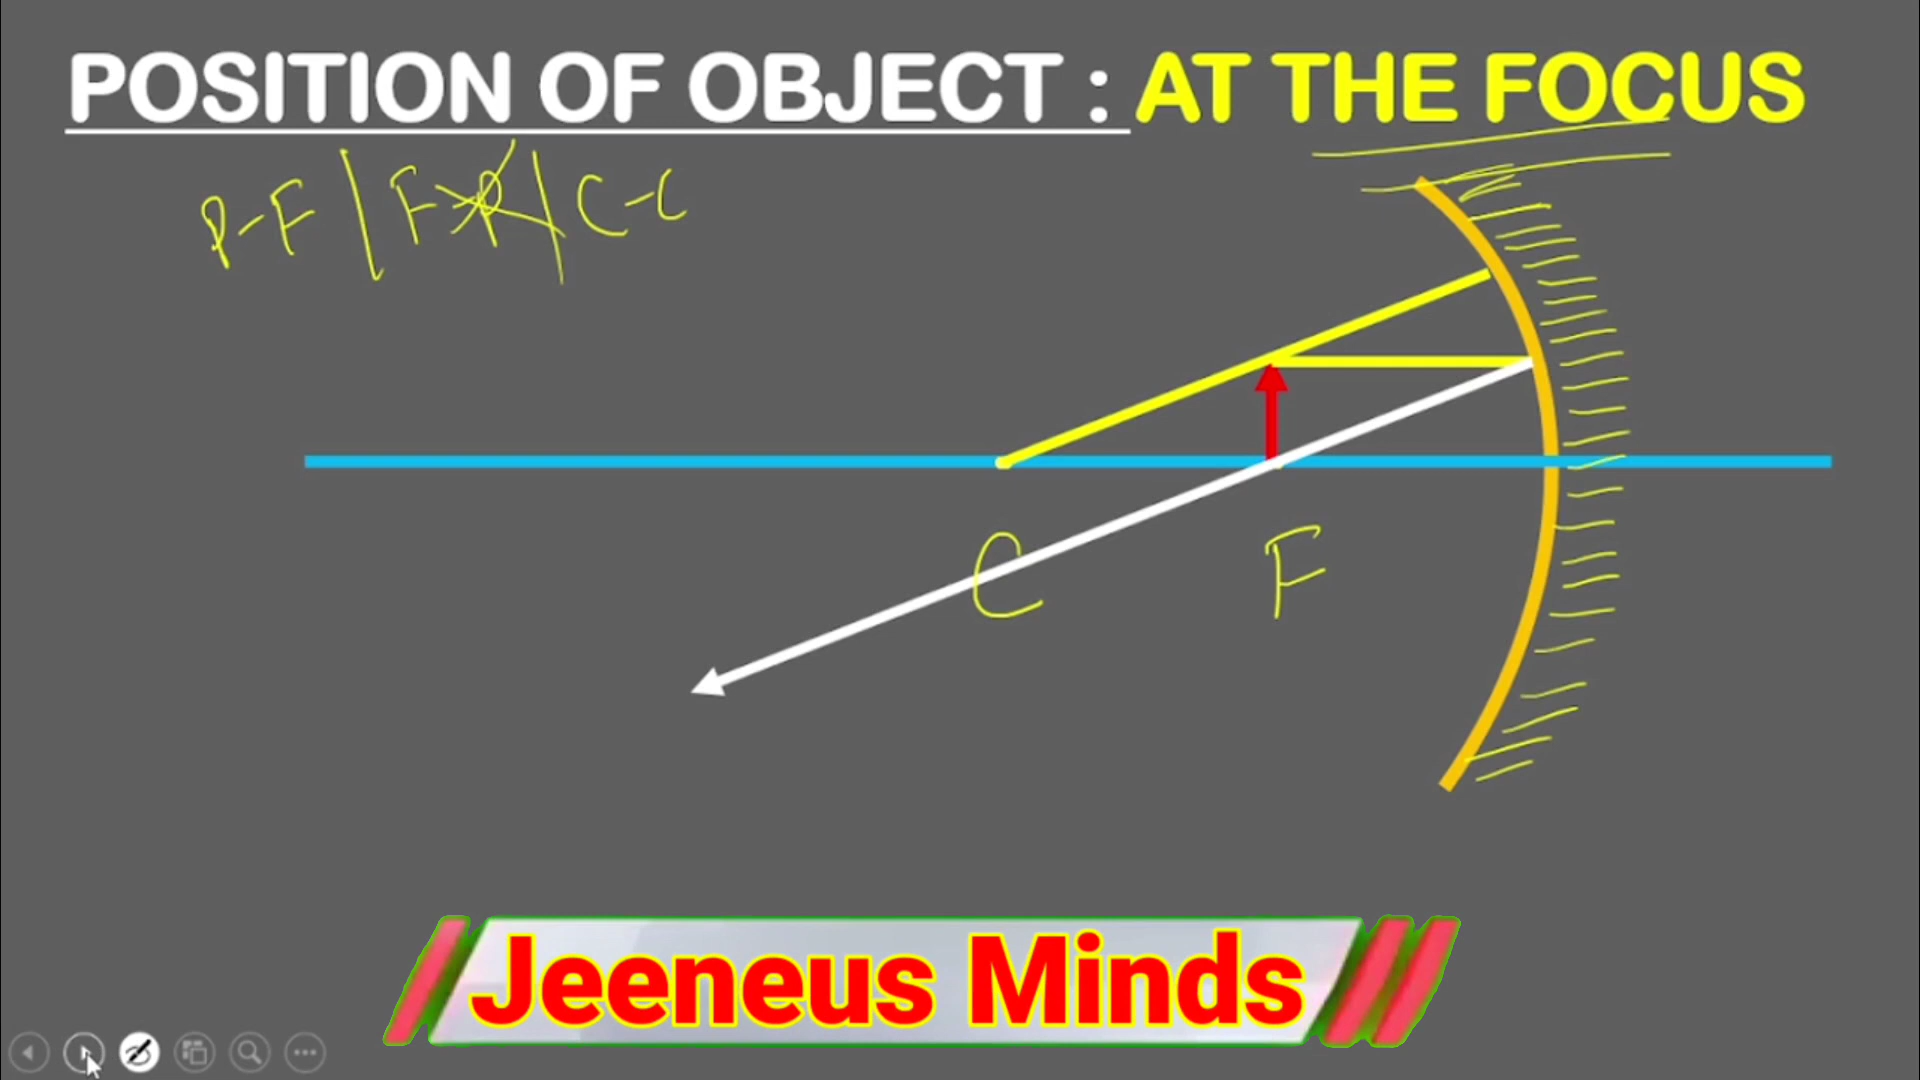 POSITION OF OBJECT : AT THE FOCUS
P-F | F-P | C-C
C
F
Jeeneus Minds